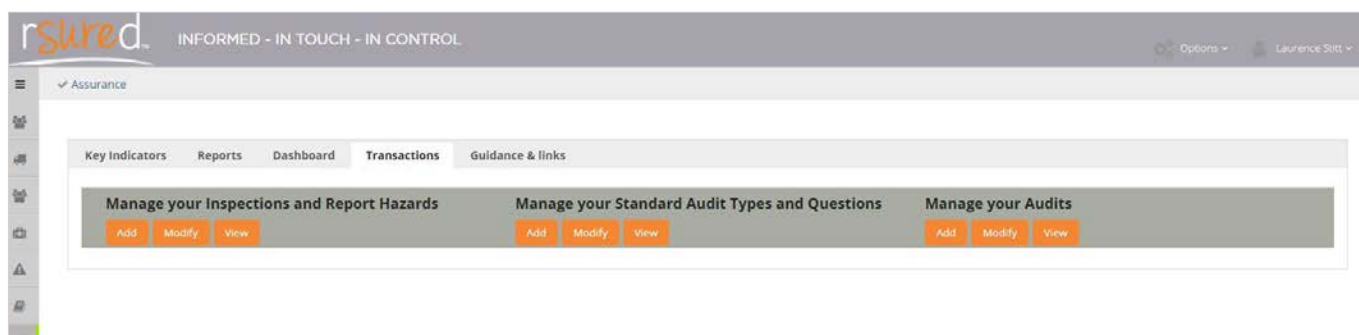 rsured™ INFORMED - IN TOUCH - IN CONTROL
Options Laurence Stitt
Assurance
Key Indicators Reports Dashboard Transactions Guidance & links
Manage your Inspections and Report Hazards Manage your Standard Audit Types and Questions Manage your Audits
Add Modify View Add Modify View Add Modify View